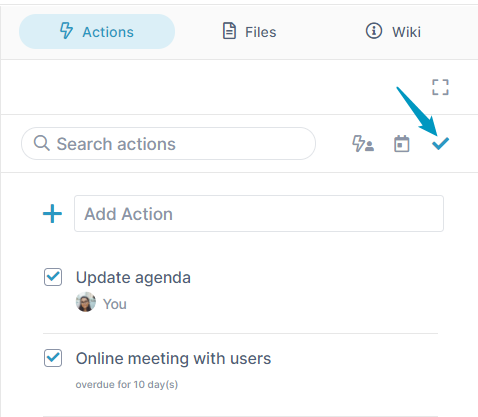 Actions
Files
Wiki
Search actions
Add Action
Update agenda
You
Online meeting with users
overdue for 10 day(s)